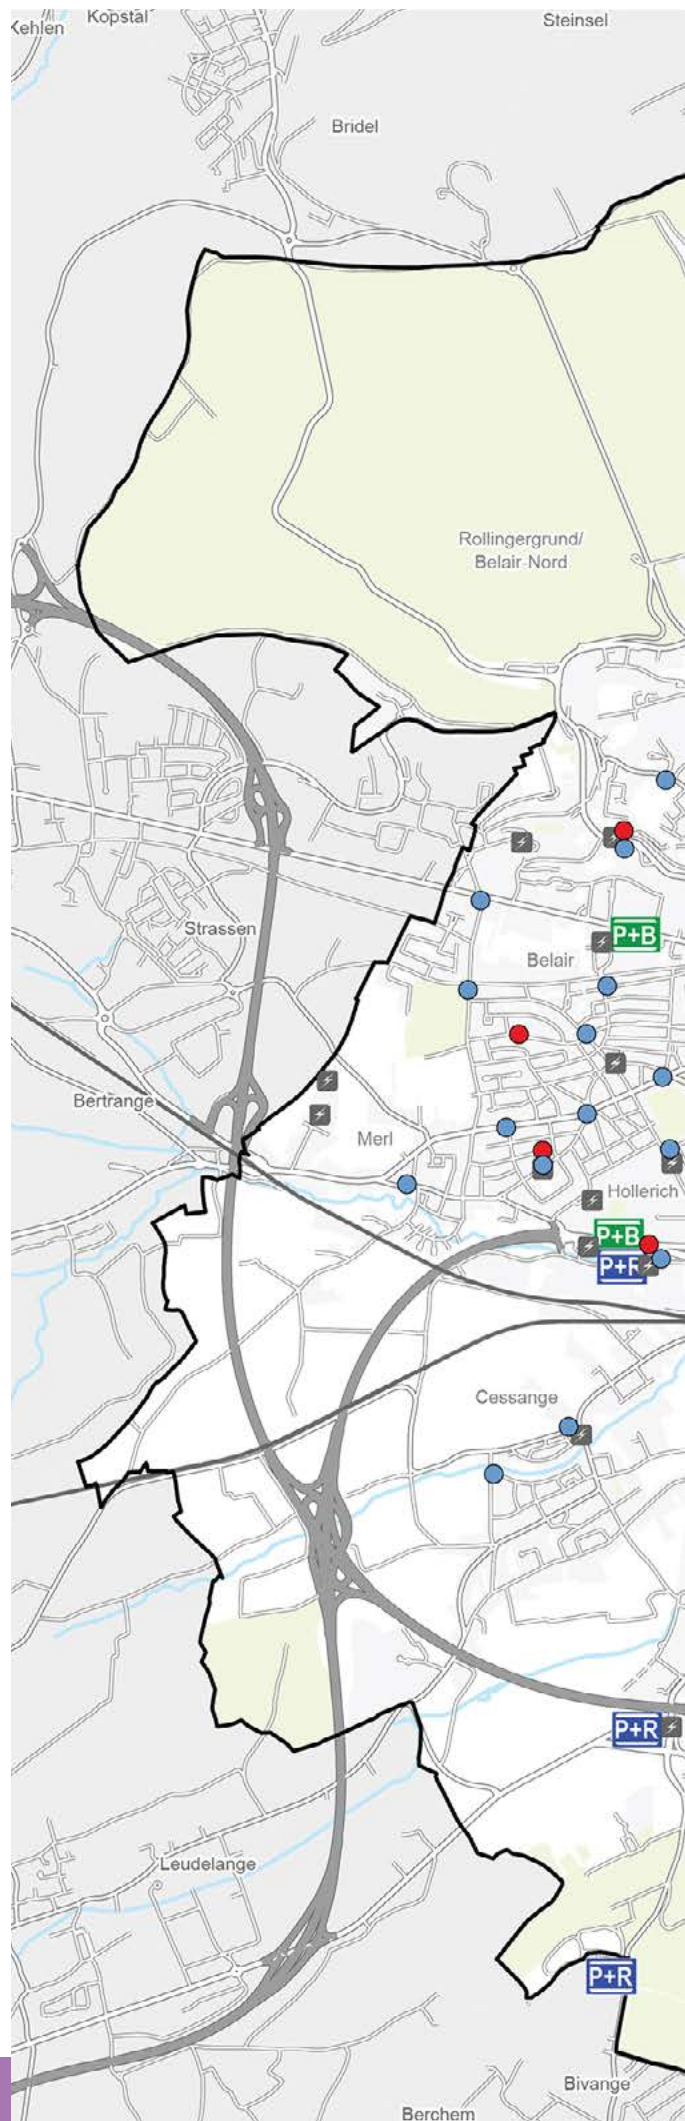 Kopstal
Steinsel
Kehlen
Bridel
Rollingergrund/
Belair-Nord
Strassen
P+B
Belair
Bertrange
Merl
Hollerich
P+B
P+R
Cessange
P+R
Leudelange
P+R
Bivange
Berchem